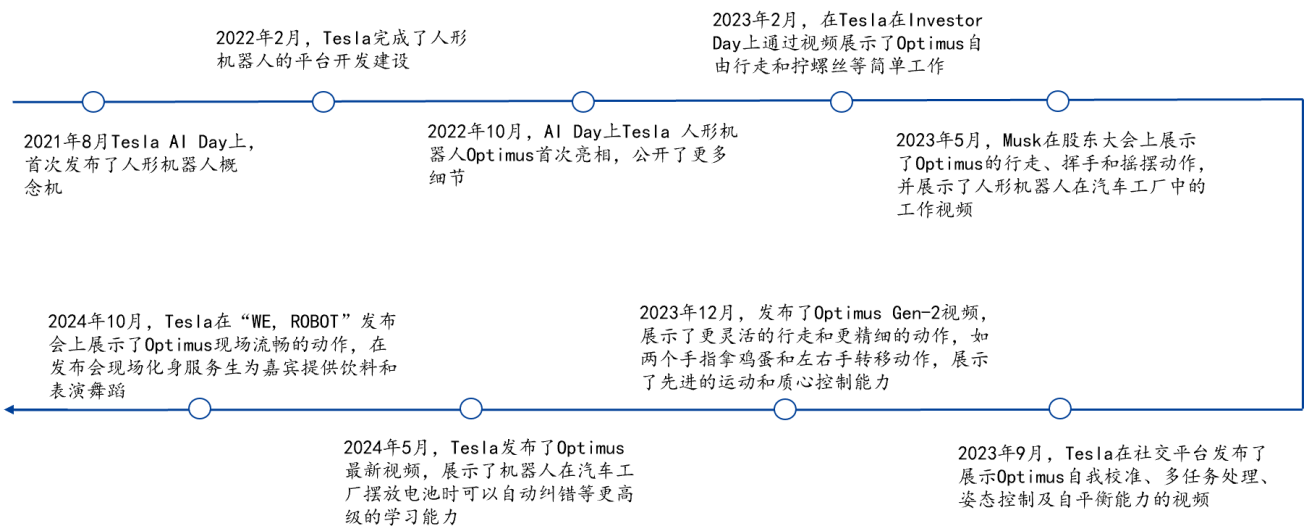 2022年2月，Tesla完成了人形
机器人的平台开发建设
2023年2月，在Tesla在Investor
Day上通过视频展示了Optimus自
由行走和拧螺丝等简单工作
2021年8月Tesla AI Day上，
首次发布了人形机器人概
念机
2022年10月，AI Day上Tesla 人形机
器人Optimus首次亮相，公开了更多
细节
2023年5月，Musk在股东大会上展示
了Optimus的行走、挥手和摇摆动作，
并展示了人形机器人在汽车工厂中的
工作视频
2024年10月，Tesla在“WE, ROBOT”发布
会上展示了Optimus现场流畅的动作，在
发布会现场化身服务生为嘉宾提供饮料和
表演舞蹈
2023年12月，发布了Optimus Gen-2视频，
展示了更灵活的行走和更精细的动作，如
两个手指拿鸡蛋和左右手转移动作，展示
了先进的运动和质心控制能力
2024年5月，Tesla发布了Optimus
最新视频，展示了机器人在汽车工
厂摆放电池时可以自动纠错等更高
级的学习能力
2023年9月，Tesla在社交平台发布了
展示Optimus自我校准、多任务处理、
姿态控制及自平衡能力的视频